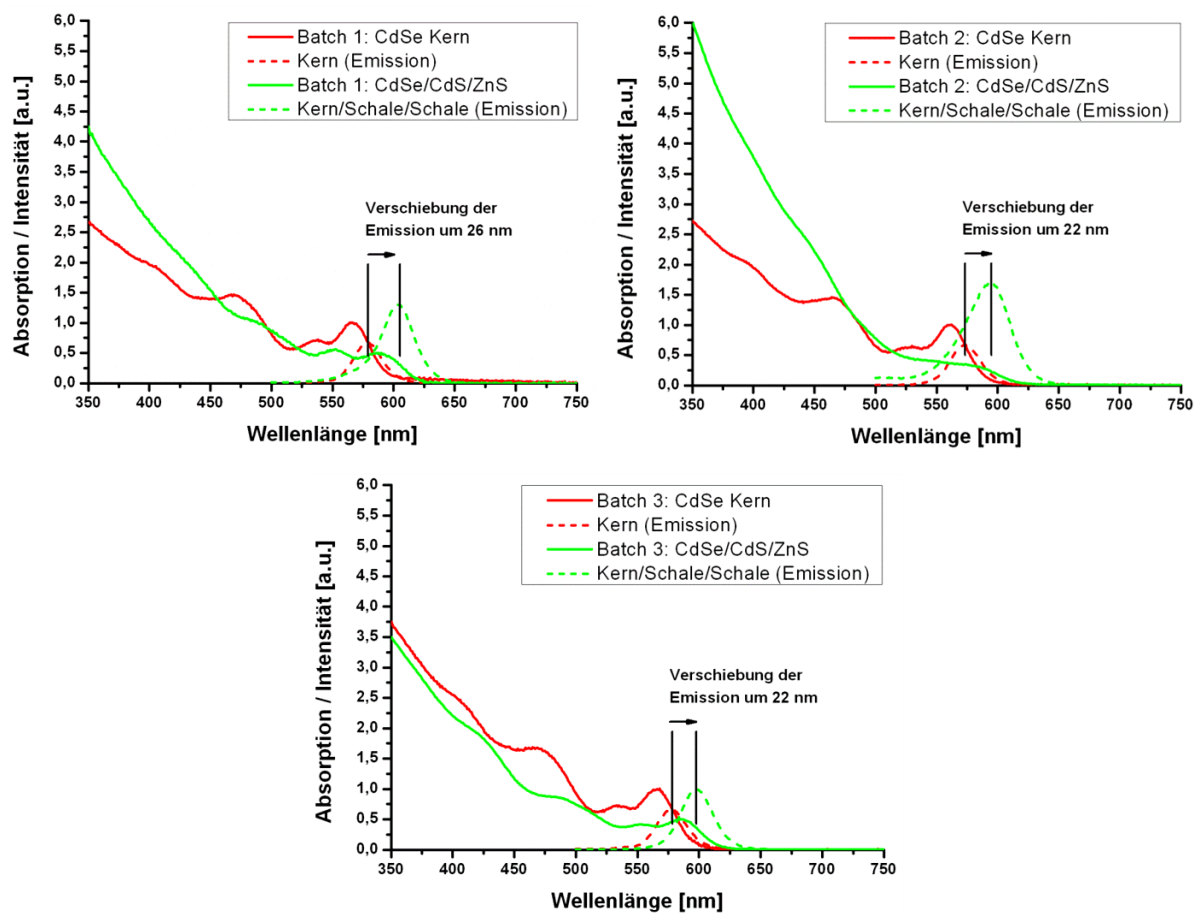 6,0
5,5
5,0
4,5
4,0
3,5
3,0
2,5
2,0
1,5
1,0
0,5
0,0
Absorption / Intensität [a.u.]
Batch 1: CdSe Kern
Kern (Emission)
Batch 1: CdSe/CdS/ZnS
Kern/Schale/Schale (Emission)
Verschiebung der
Emission um 26 nm
350 400 450 500 550 600 650 700 750
Wellenlänge [nm]
6,0
5,5
5,0
4,5
4,0
3,5
3,0
2,5
2,0
1,5
1,0
0,5
0,0
Absorption / Intensität [a.u.]
Batch 2: CdSe Kern
Kern (Emission)
Batch 2: CdSe/CdS/ZnS
Kern/Schale/Schale (Emission)
Verschiebung der
Emission um 22 nm
350 400 450 500 550 600 650 700 750
Wellenlänge [nm]
6,0
5,5
5,0
4,5
4,0
3,5
3,0
2,5
2,0
1,5
1,0
0,5
0,0
Absorption / Intensität [a.u.]
Batch 3: CdSe Kern
Kern (Emission)
Batch 3: CdSe/CdS/ZnS
Kern/Schale/Schale (Emission)
Verschiebung der
Emission um 22 nm
350 400 450 500 550 600 650 700 750
Wellenlänge [nm]